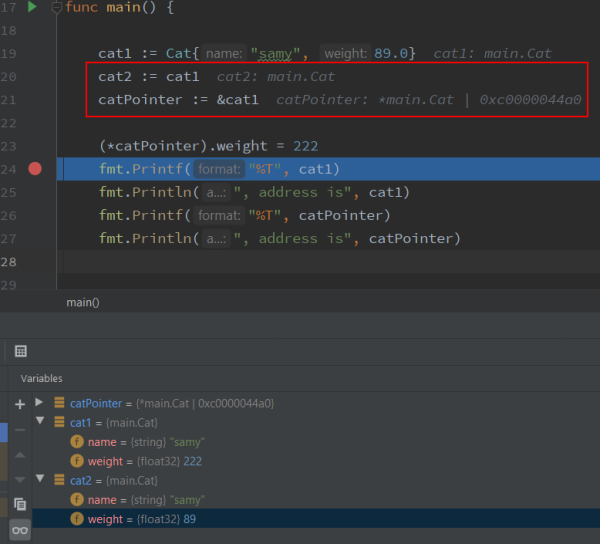 17 func main() {
18
19 cat1 := Cat{ name: "samy", weight: 89.0} cat1: main.Cat
20 cat2 := cat1 cat2: main.Cat
21 catPointer := &cat1 catPointer: *main.Cat | 0xc0000044a0
22
23 (*catPointer).weight = 222
24 fmt.Printf( format: "%T", cat1)
25 fmt.Println( a...: ", address is", cat1)
26 fmt.Printf( format: "%T", catPointer)
27 fmt.Println( a...: ", address is", catPointer)
28
29
main()
Variables
catPointer = {*main.Cat | 0xc0000044a0}
cat1 = {main.Cat}
f name = {string} "samy"
f weight = {float32} 222
cat2 = {main.Cat}
f name = {string} "samy"
f weight = {float32} 89